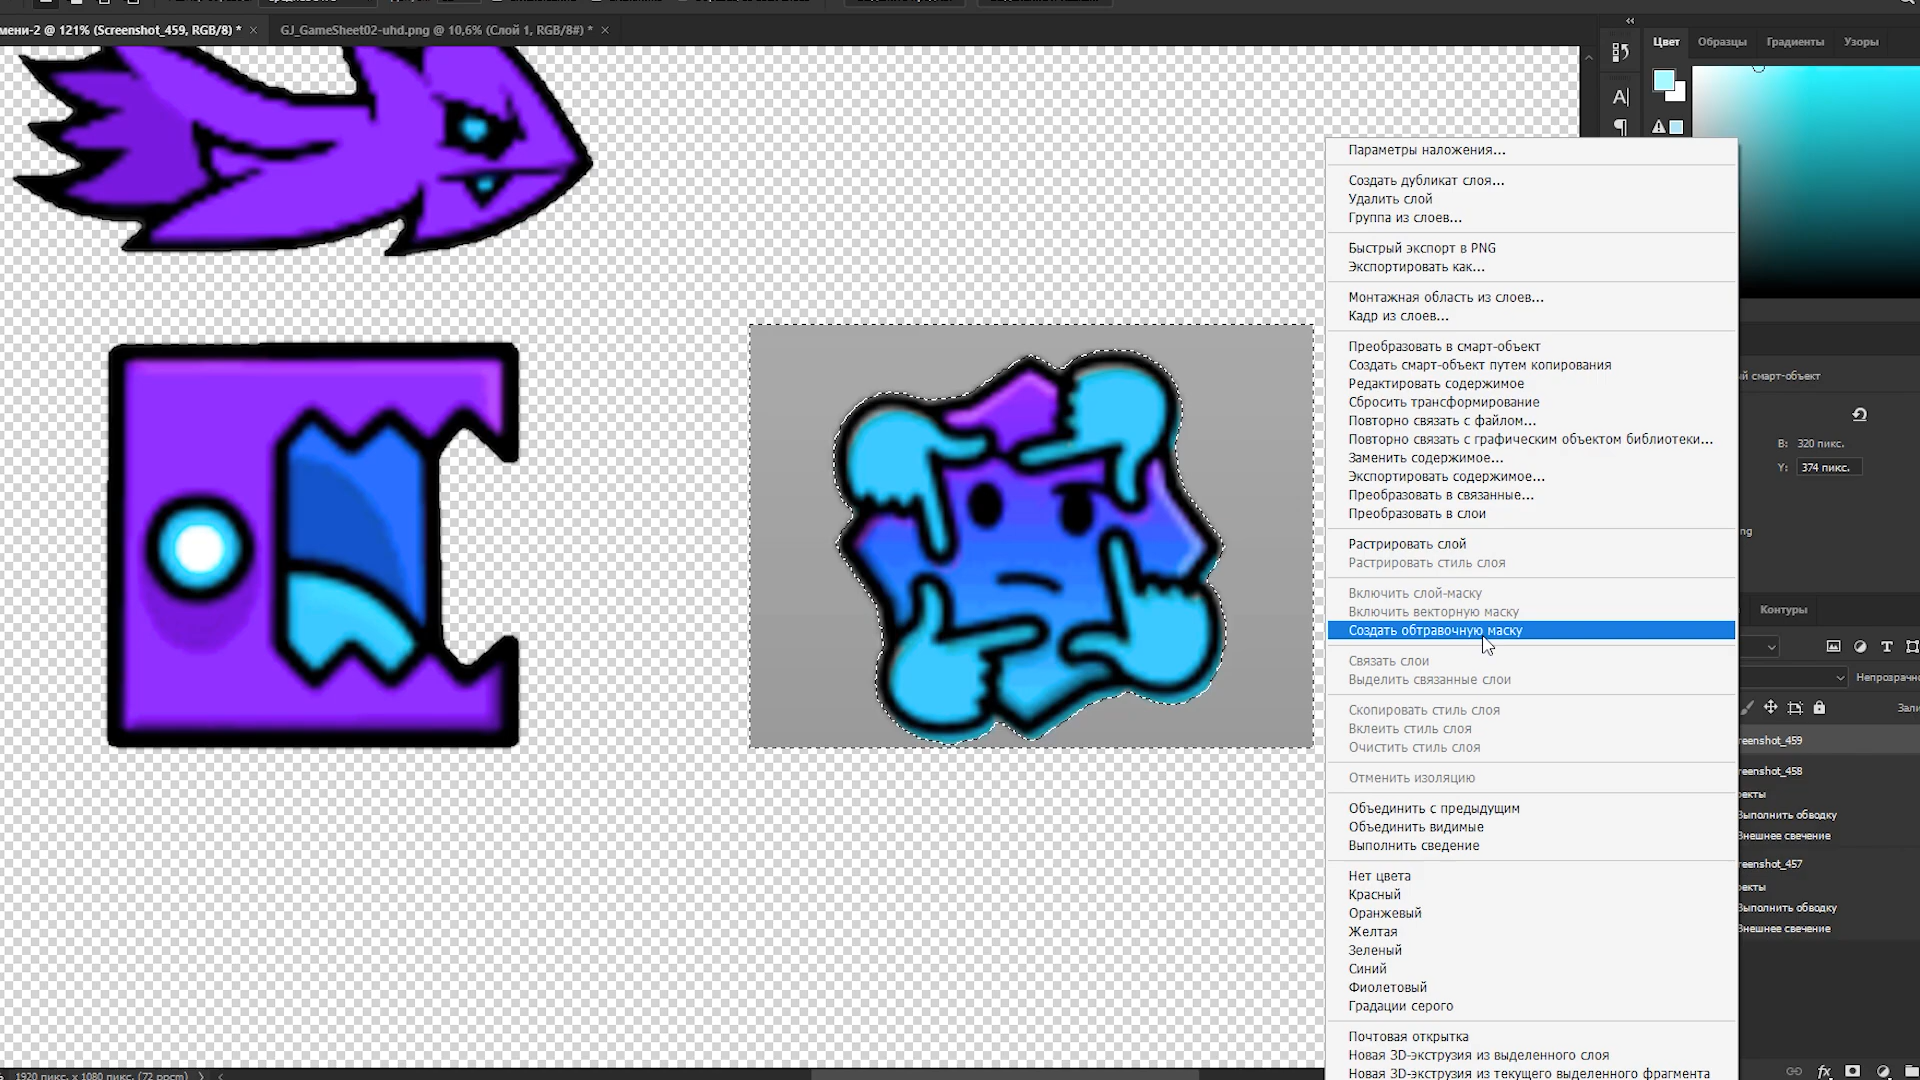 мени-2 @ 121% (Screenshot_459, RGB/8) *
GJ_GameSheet02-uhd.png @ 10,6% (Слой 1, RGB/8#) *
Цвет
Образцы
Градиенты
Узоры
Параметры наложения...
Создать дубликат слоя...
Удалить слой
Группа из слоев...
Быстрый экспорт в PNG
Экспортировать как...
Монтажная область из слоев...
Кадр из слоев...
Преобразовать в смарт-объект
Создать смарт-объект путем копирования
Редактировать содержимое
Сбросить трансформирование
Повторно связать с файлом...
Повторно связать с графическим объектом библиотеки...
Заменить содержимое...
Экспортировать содержимое...
Преобразовать в связанные...
Преобразовать в слои
Растрировать слой
Растрировать стиль слоя
Включить слой-маску
Включить векторную маску
Создать обтравочную маску
Связать слои
Выделить связанные слои
Скопировать стиль слоя
Вклеить стиль слоя
Очистить стиль слоя
Отменить изоляцию
Объединить с предыдущим
Объединить видимые
Выполнить сведение
Нет цвета
Красный
Оранжевый
Желтая
Зеленый
Синий
Фиолетовый
Градации серого
Почтовая открытка
Новая 3D-экструзия из выделенного слоя
Новая 3D-экструзия из текущего выделенного фрагмента
ый смарт-объект
В: 320 пикс.
Y: 374 пикс.
ng
Контуры
Непрозрачн
Зали
reenshot_459
reenshot_458
ректы
Выполнить обводку
Внешнее свечение
reenshot_457
ректы
Выполнить обводку
Внешнее свечение
1920 пикс. x 1080 пикс. (72 ppcm)